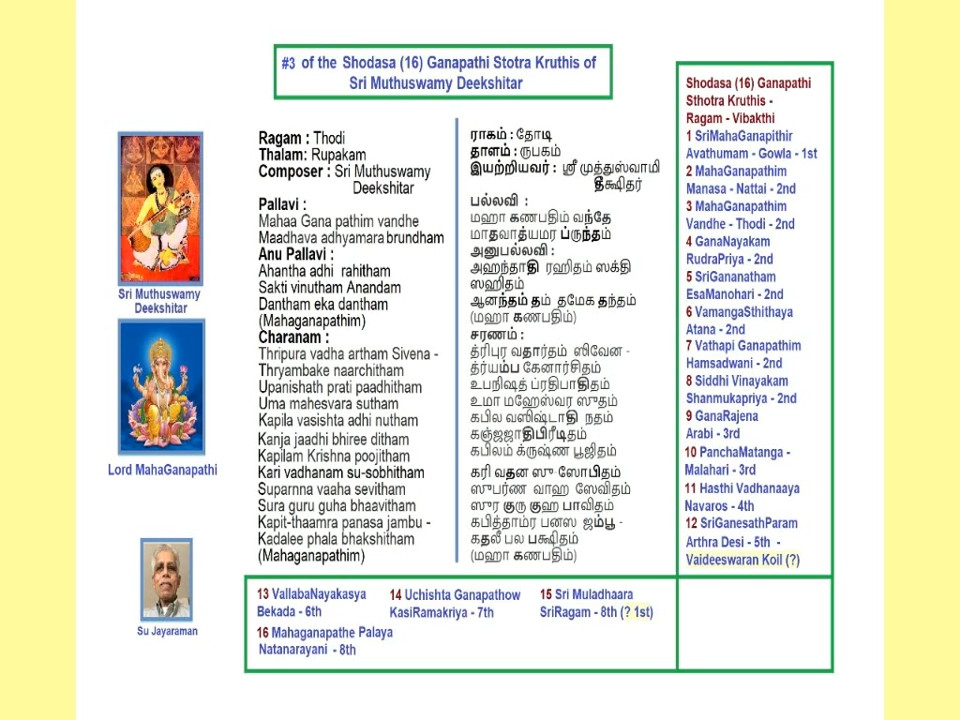 #3 of the Shodasa (16) Ganapathi Stotra Kruthis of
Sri Muthuswamy Deekshitar
Sri Muthuswamy
Deekshitar
Lord MahaGanapathi
Su Jayaraman
Ragam : Thodi
Thalam: Rupakam
Composer : Sri Muthuswamy
Deekshitar
Pallavi :
Mahaa Gana pathim vandhe
Maadhava adhyamara brundham
Anu Pallavi :
Ahantha adhi rahitham
Sakti vinutham Anandam
Dantham eka dantham
(Mahaganapathim)
Charanam :
Thripura vadha artham Sivena -
Thryambake naarchitham
Upanishath prati paadhitham
Uma mahesvara sutham
Kapila vasishta adhi nutham
Kanja jaadhi bhiree ditham
Kapilam Krishna poojitham
Kari vadhanam su-sobhitham
Suparnna vaaha sevitham
Sura guru guha bhaavitham
Kapit-thaamra panasa jambu -
Kadalee phala bhakshitham
(Mahaganapathim)
ராகம் : தோடி
தாளம் : ருபகம்
இயற்றியவர் : ஸ்ரீ முத்துஸ்வாமி
தீக்ஷிதர்
பல்லவி :
மஹா கணபதிம் வந்தே
மாதவாத்யமர ப்ருந்தம்
அனுபல்லவி :
அஹந்தாதி ரஹிதம் ஸக்தி
ஸஹிதம்
ஆனந்தம் தம் தமேக தந்தம்
(மஹா கணபதிம்)
சரணம் :
த்ரிபுர வதார்தம் ஸிவேன -
த்ர்யம்ப கேனார்சிதம்
உபநிஷத் ப்ரதிபாதிதம்
உமா மஹேஸ்வர ஸுதம்
கபில வஸிஷ்டாதி நதம்
கஞ்ஜஜாதிபிரீடிதம்
கபிலம் க்ருஷ்ண பூஜிதம்
கரி வதன ஸு ஸோபிதம்
ஸுபர்ண வாஹ ஸேவிதம்
ஸுர குரு குஹ பாவிதம்
கபித்தாம்ர பனஸ ஜம்பூ -
கதலீ பல பக்ஷிதம்
(மஹா கணபதிம்)
Shodasa (16) Ganapathi
Sthotra Kruthis -
Ragam - Vibakthi
1 SriMahaGanapithir
Avathumam - Gowla - 1st
2 MahaGanapathim
Manasa - Nattai - 2nd
3 MahaGanapathim
Vandhe - Thodi - 2nd
4 GanaNayakam
RudraPriya - 2nd
5 SriGananatham
EsaManohari - 2nd
6 VamangaSthithaya
Atana - 2nd
7 Vathapi Ganapathim
Hamsadwani - 2nd
8 Siddhi Vinayakam
Shanmukapriya - 2nd
9 GanaRajena
Arabi - 3rd
10 PanchaMatanga -
Malahari - 3rd
11 Hasthi Vadhanaaya
Navaros - 4th
12 SriGanesathParam
Arthra Desi - 5th -
Vaideeswaran Koil (?)
13 VallabaNayakasya
Bekada - 6th
14 Uchishta Ganapathow
KasiRamakriya - 7th
15 Sri Muladhaara
SriRagam - 8th (? 1st)
16 Mahaganapathe Palaya
Natanarayani - 8th